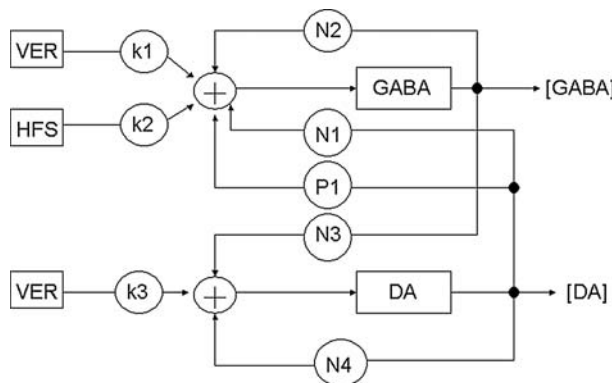 N2
VER
k1
GABA
[GABA]
HFS
k2
N1
P1
N3
VER
k3
DA
[DA]
N4